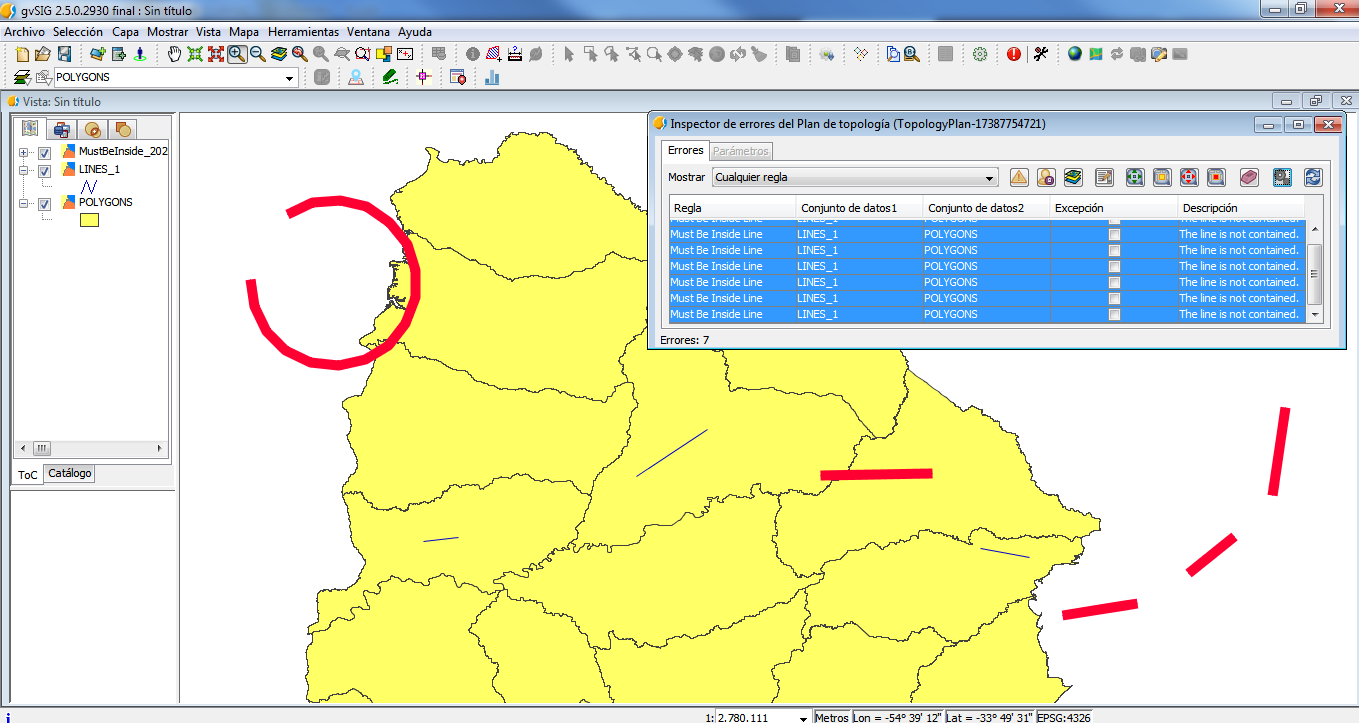 gvSIG 2.5.0.2930 final : Sin título
Archivo Selección Capa Mostrar Vista Mapa Herramientas Ventana Ayuda
POLYGONS
Vista: Sin título
MustBeInside_202
LINES_1
POLYGONS
ToC Catálogo
Inspector de errores del Plan de topología (TopologyPlan-17387754721)
Errores Parámetros
Mostrar Cualquier regla
Regla Conjunto de datos1 Conjunto de datos2 Excepción Descripción
Must Be Inside Line LINES_1 POLYGONS The line is not contained.
Must Be Inside Line LINES_1 POLYGONS The line is not contained.
Must Be Inside Line LINES_1 POLYGONS The line is not contained.
Must Be Inside Line LINES_1 POLYGONS The line is not contained.
Must Be Inside Line LINES_1 POLYGONS The line is not contained.
Must Be Inside Line LINES_1 POLYGONS The line is not contained.
Must Be Inside Line LINES_1 POLYGONS The line is not contained.
Errores: 7
1: 2.780.111 Metros Lon = -54° 39' 12" Lat = -33° 49' 31" EPSG:4326